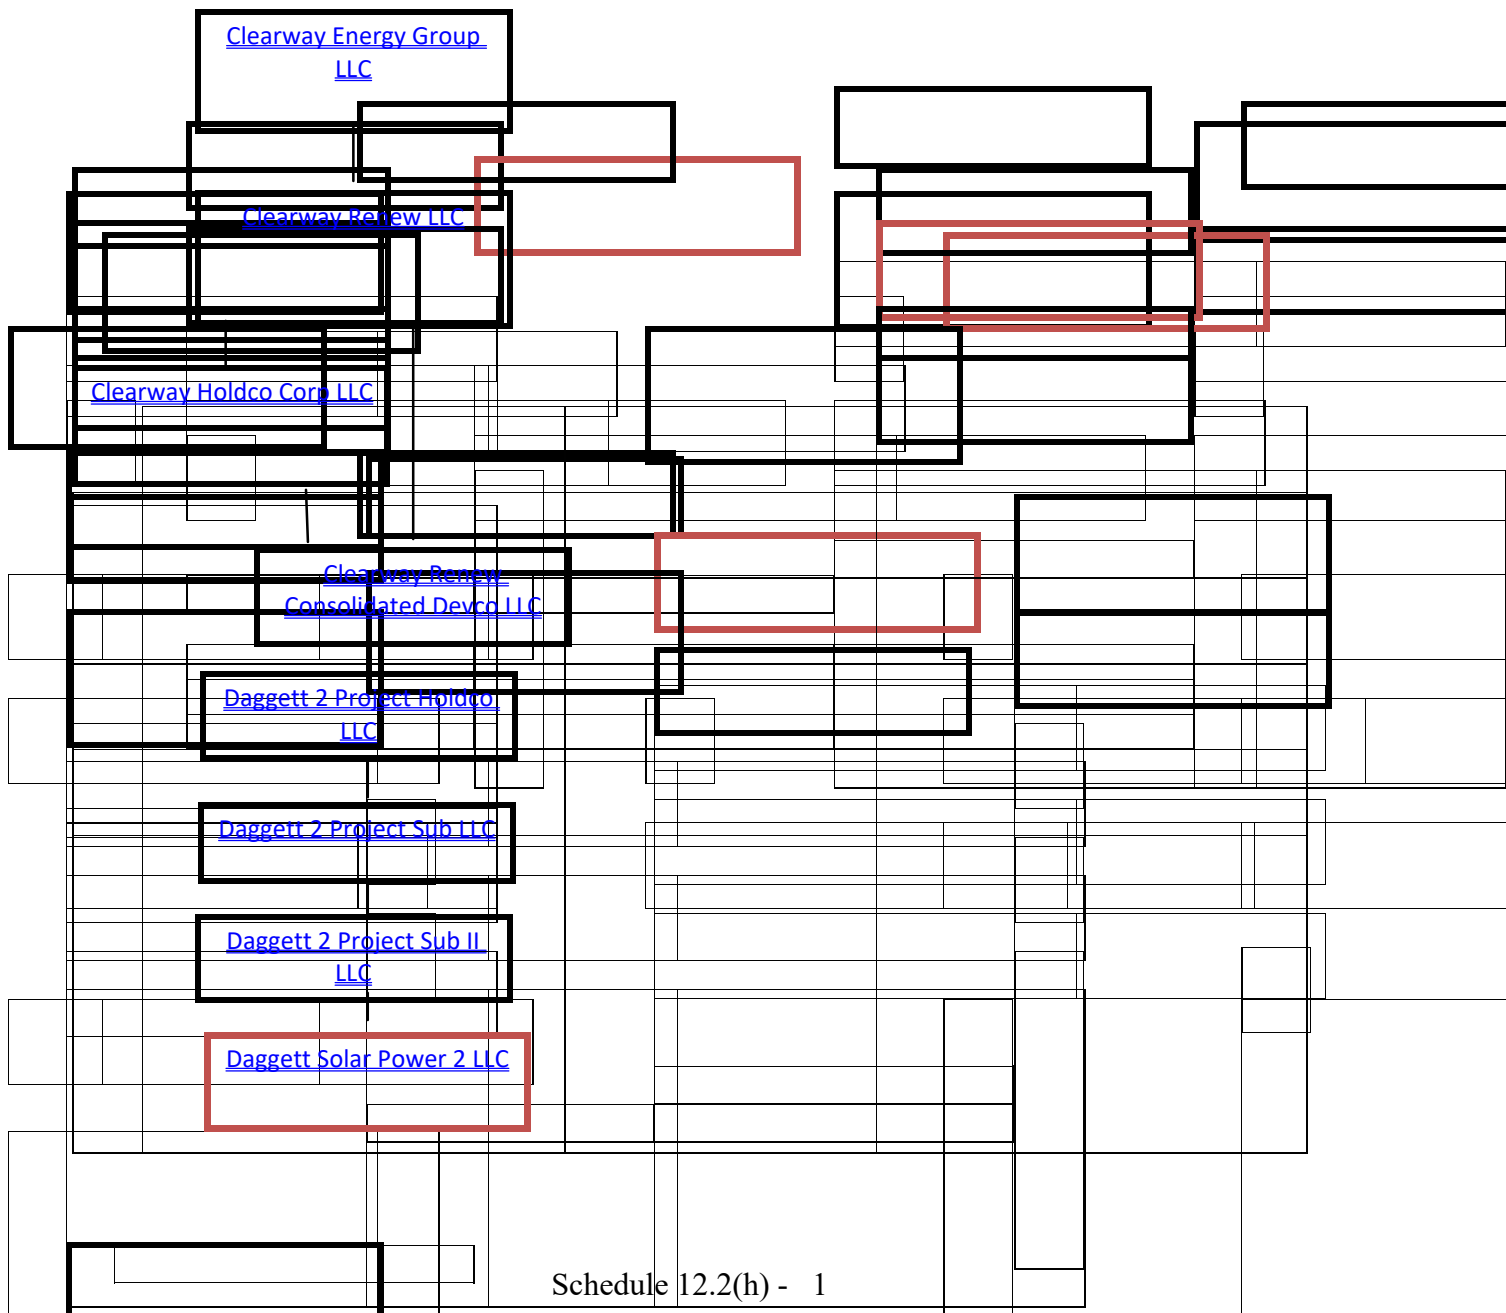 Clearway Energy Group
LLC
Clearway Renew LLC
Clearway Holdco Corp LLC
Clearway Renew
Consolidated Devco LLC
Daggett 2 Project Holdco
LLC
Daggett 2 Project Sub LLC
Daggett 2 Project Sub II
LLC
Daggett Solar Power 2 LLC
Schedule 12.2(h) - 1